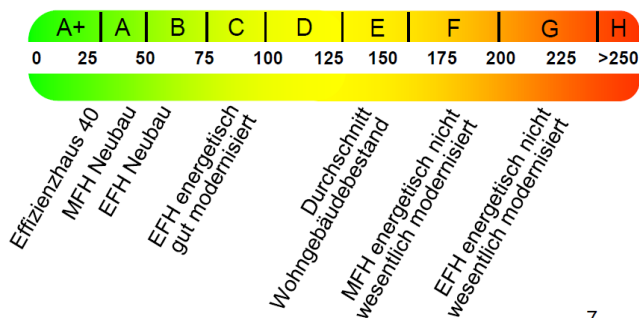 A+ A B C D E F G H
0 25 50 75 100 125 150 175 200 225 >250
Effizienzhaus 40
MFH Neubau
EFH Neubau
EFH energetisch
gut modernisiert
Durchschnitt
Wohngebäudebestand
MFH energetisch nicht
wesentlich modernisiert
EFH energetisch nicht
wesentlich modernisiert
7